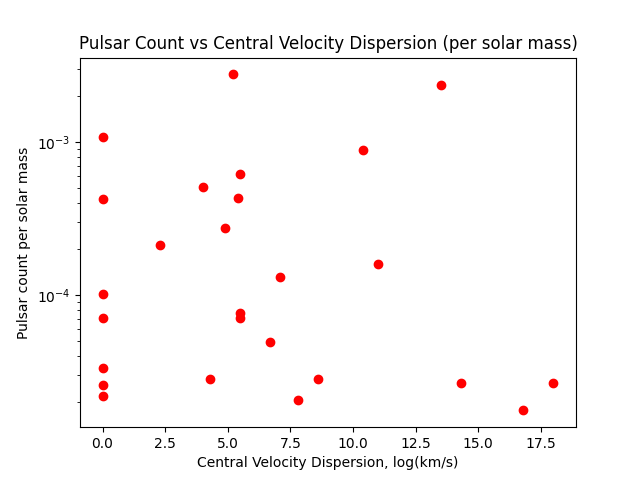 Pulsar Count vs Central Velocity Dispersion (per solar mass)
Pulsar count per solar mass
10⁻³
10⁻⁴
0.0 2.5 5.0 7.5 10.0 12.5 15.0 17.5
Central Velocity Dispersion, log(km/s)